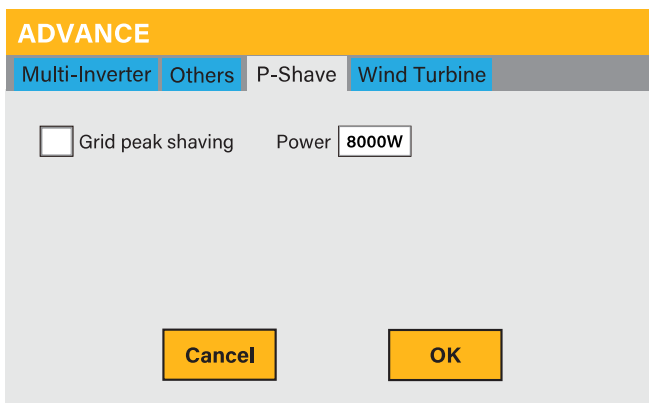 ADVANCE
Multi-Inverter Others P-Shave Wind Turbine
Grid peak shaving Power 8000W
Cancel OK